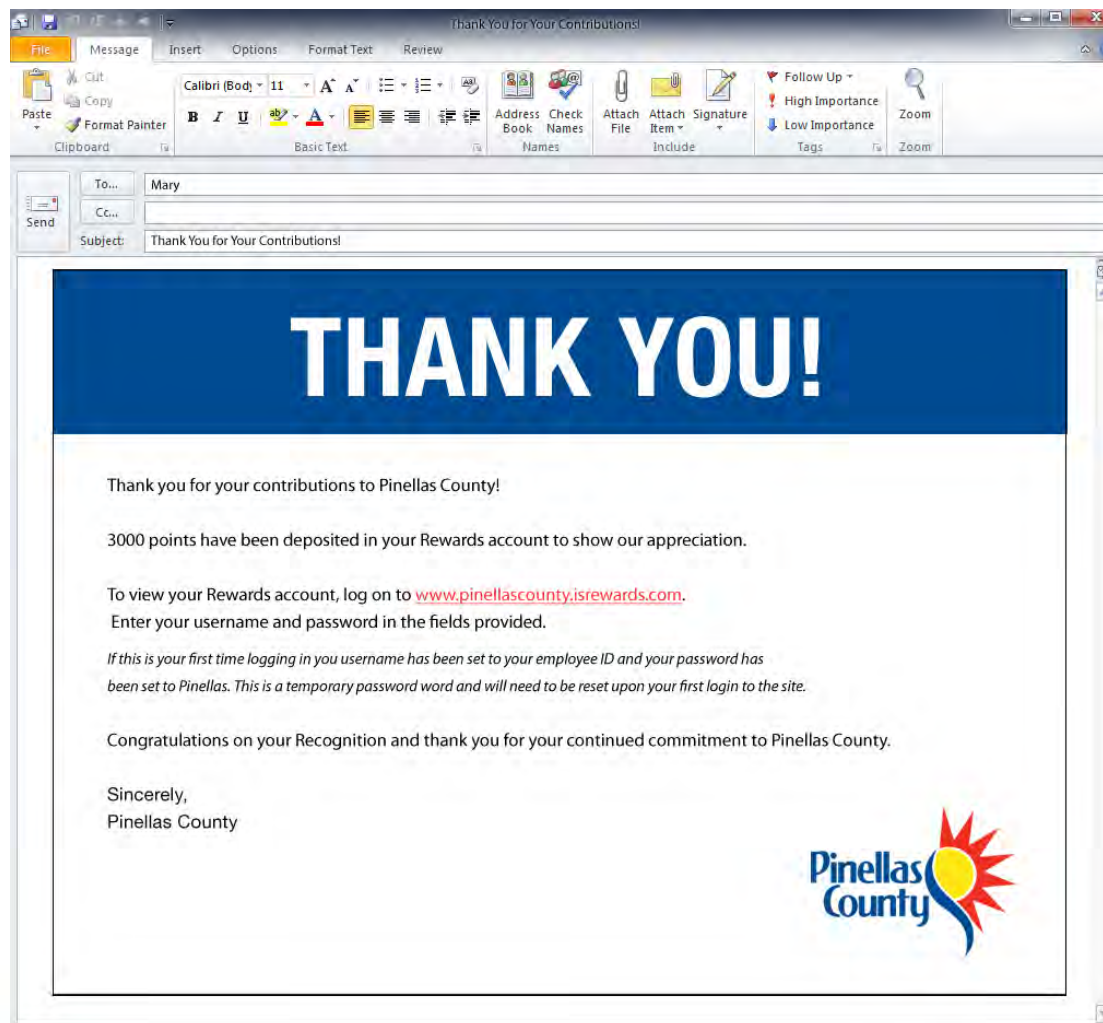 Thank You for Your Contributions!
File Message Insert Options Format Text Review
Cut
Copy
Format Painter
Paste
Clipboard
Calibri (Body 11
B I U
Basic Text
Address Book
Check Names
Names
Attach File
Attach Item
Signature
Include
Follow Up
High Importance
Low Importance
Tags
Zoom
Zoom
Send
To... Mary
Cc...
Subject: Thank You for Your Contributions!
THANK YOU!
Thank you for your contributions to Pinellas County!
3000 points have been deposited in your Rewards account to show our appreciation.
To view your Rewards account, log on to www.pinellascounty.isrewards.com.
Enter your username and password in the fields provided.
If this is your first time logging in you username has been set to your employee ID and your password has
been set to Pinellas. This is a temporary password word and will need to be reset upon your first login to the site.
Congratulations on your Recognition and thank you for your continued commitment to Pinellas County.
Sincerely,
Pinellas County
Pinellas
County